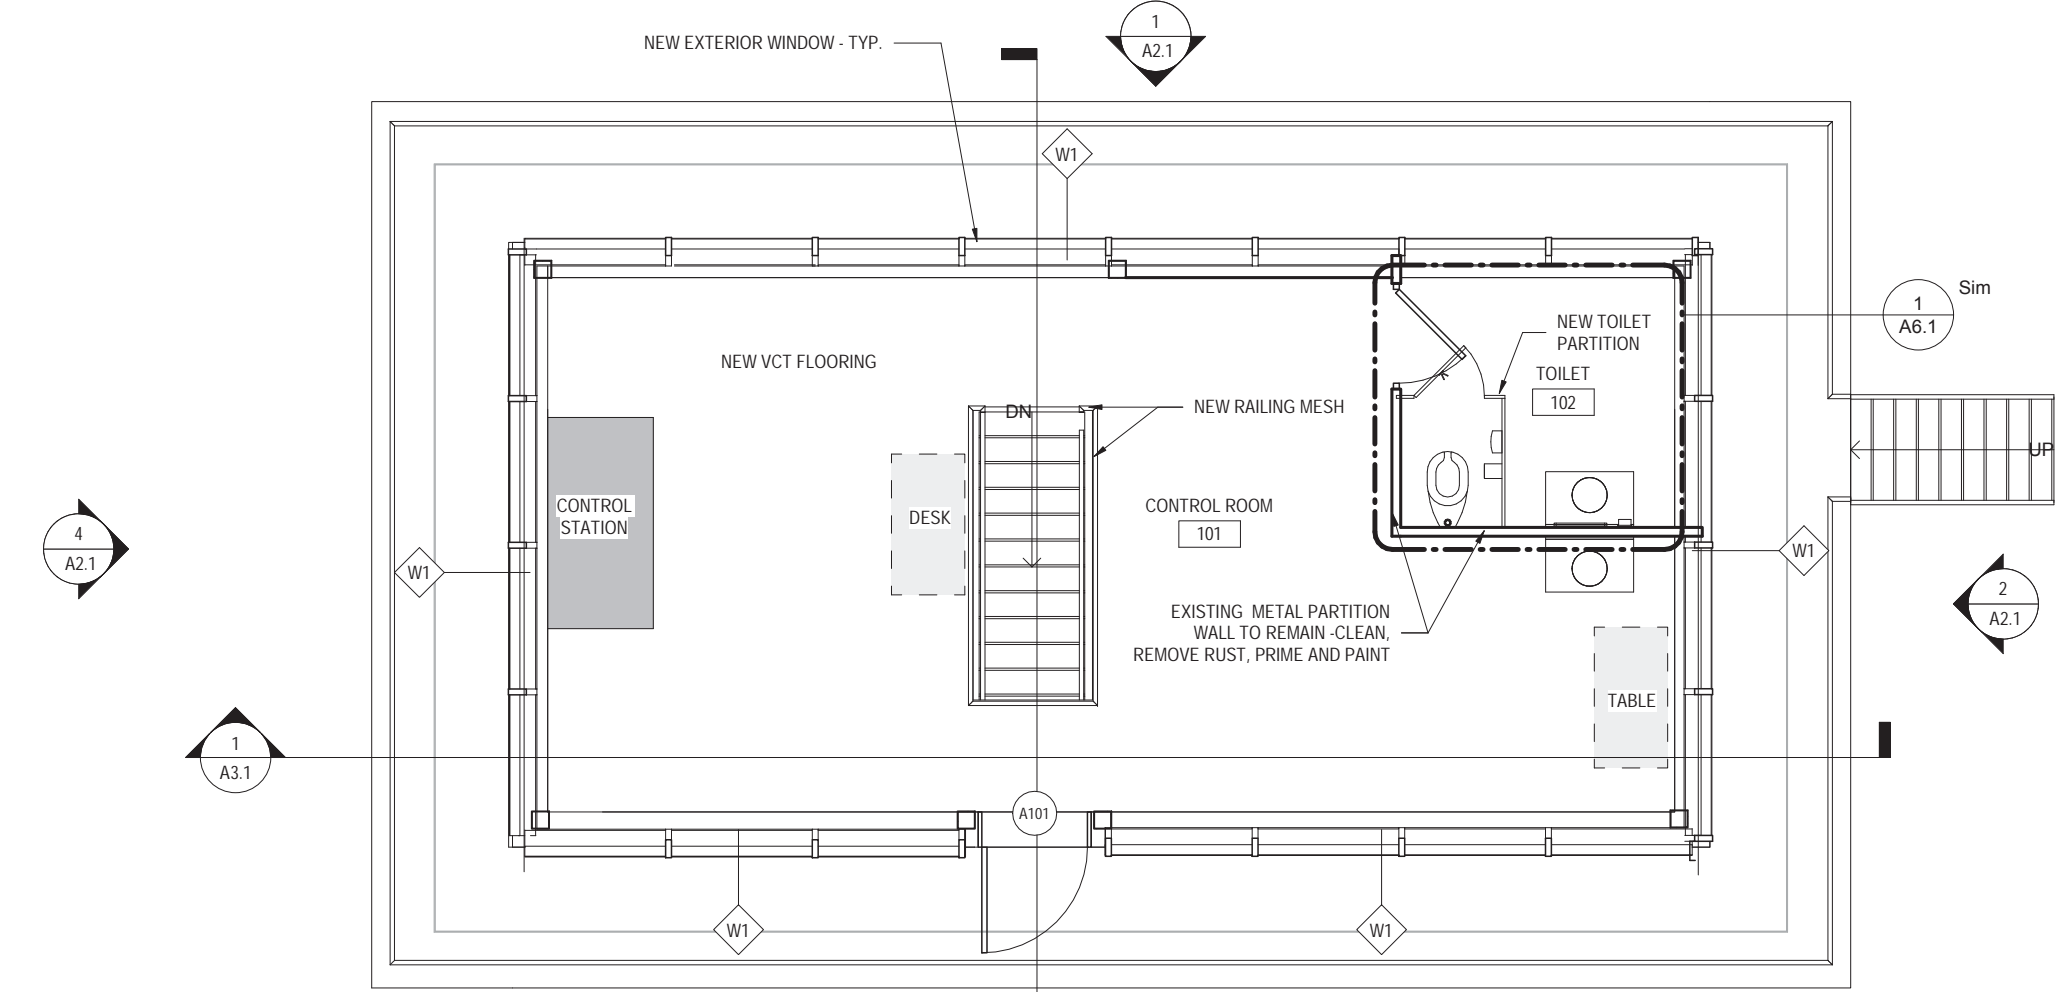 1
A2.1
NEW EXTERIOR WINDOW - TYP.
W1
Sim
1
A6.1
NEW TOILET
PARTITION
TOILET
102
NEW VCT FLOORING
DN
NEW RAILING MESH
UP
CONTROL
STATION
DESK
CONTROL ROOM
101
4
A2.1
W1
W1
2
A2.1
EXISTING METAL PARTITION
WALL TO REMAIN -CLEAN,
REMOVE RUST, PRIME AND PAINT
TABLE
1
A3.1
A101
W1
W1